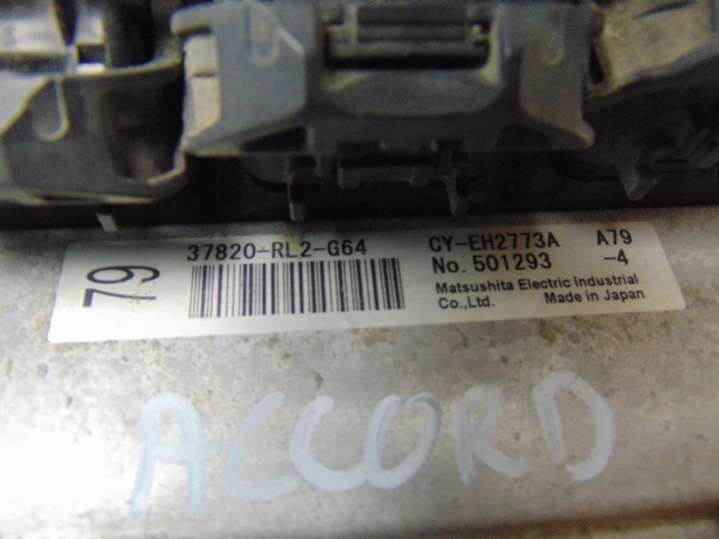 79
37820-RL2-G64
CY-EH2773A A79
No. 501293 -4
Matsushita Electric Industrial
Co.,Ltd. Made in Japan
ACCORD